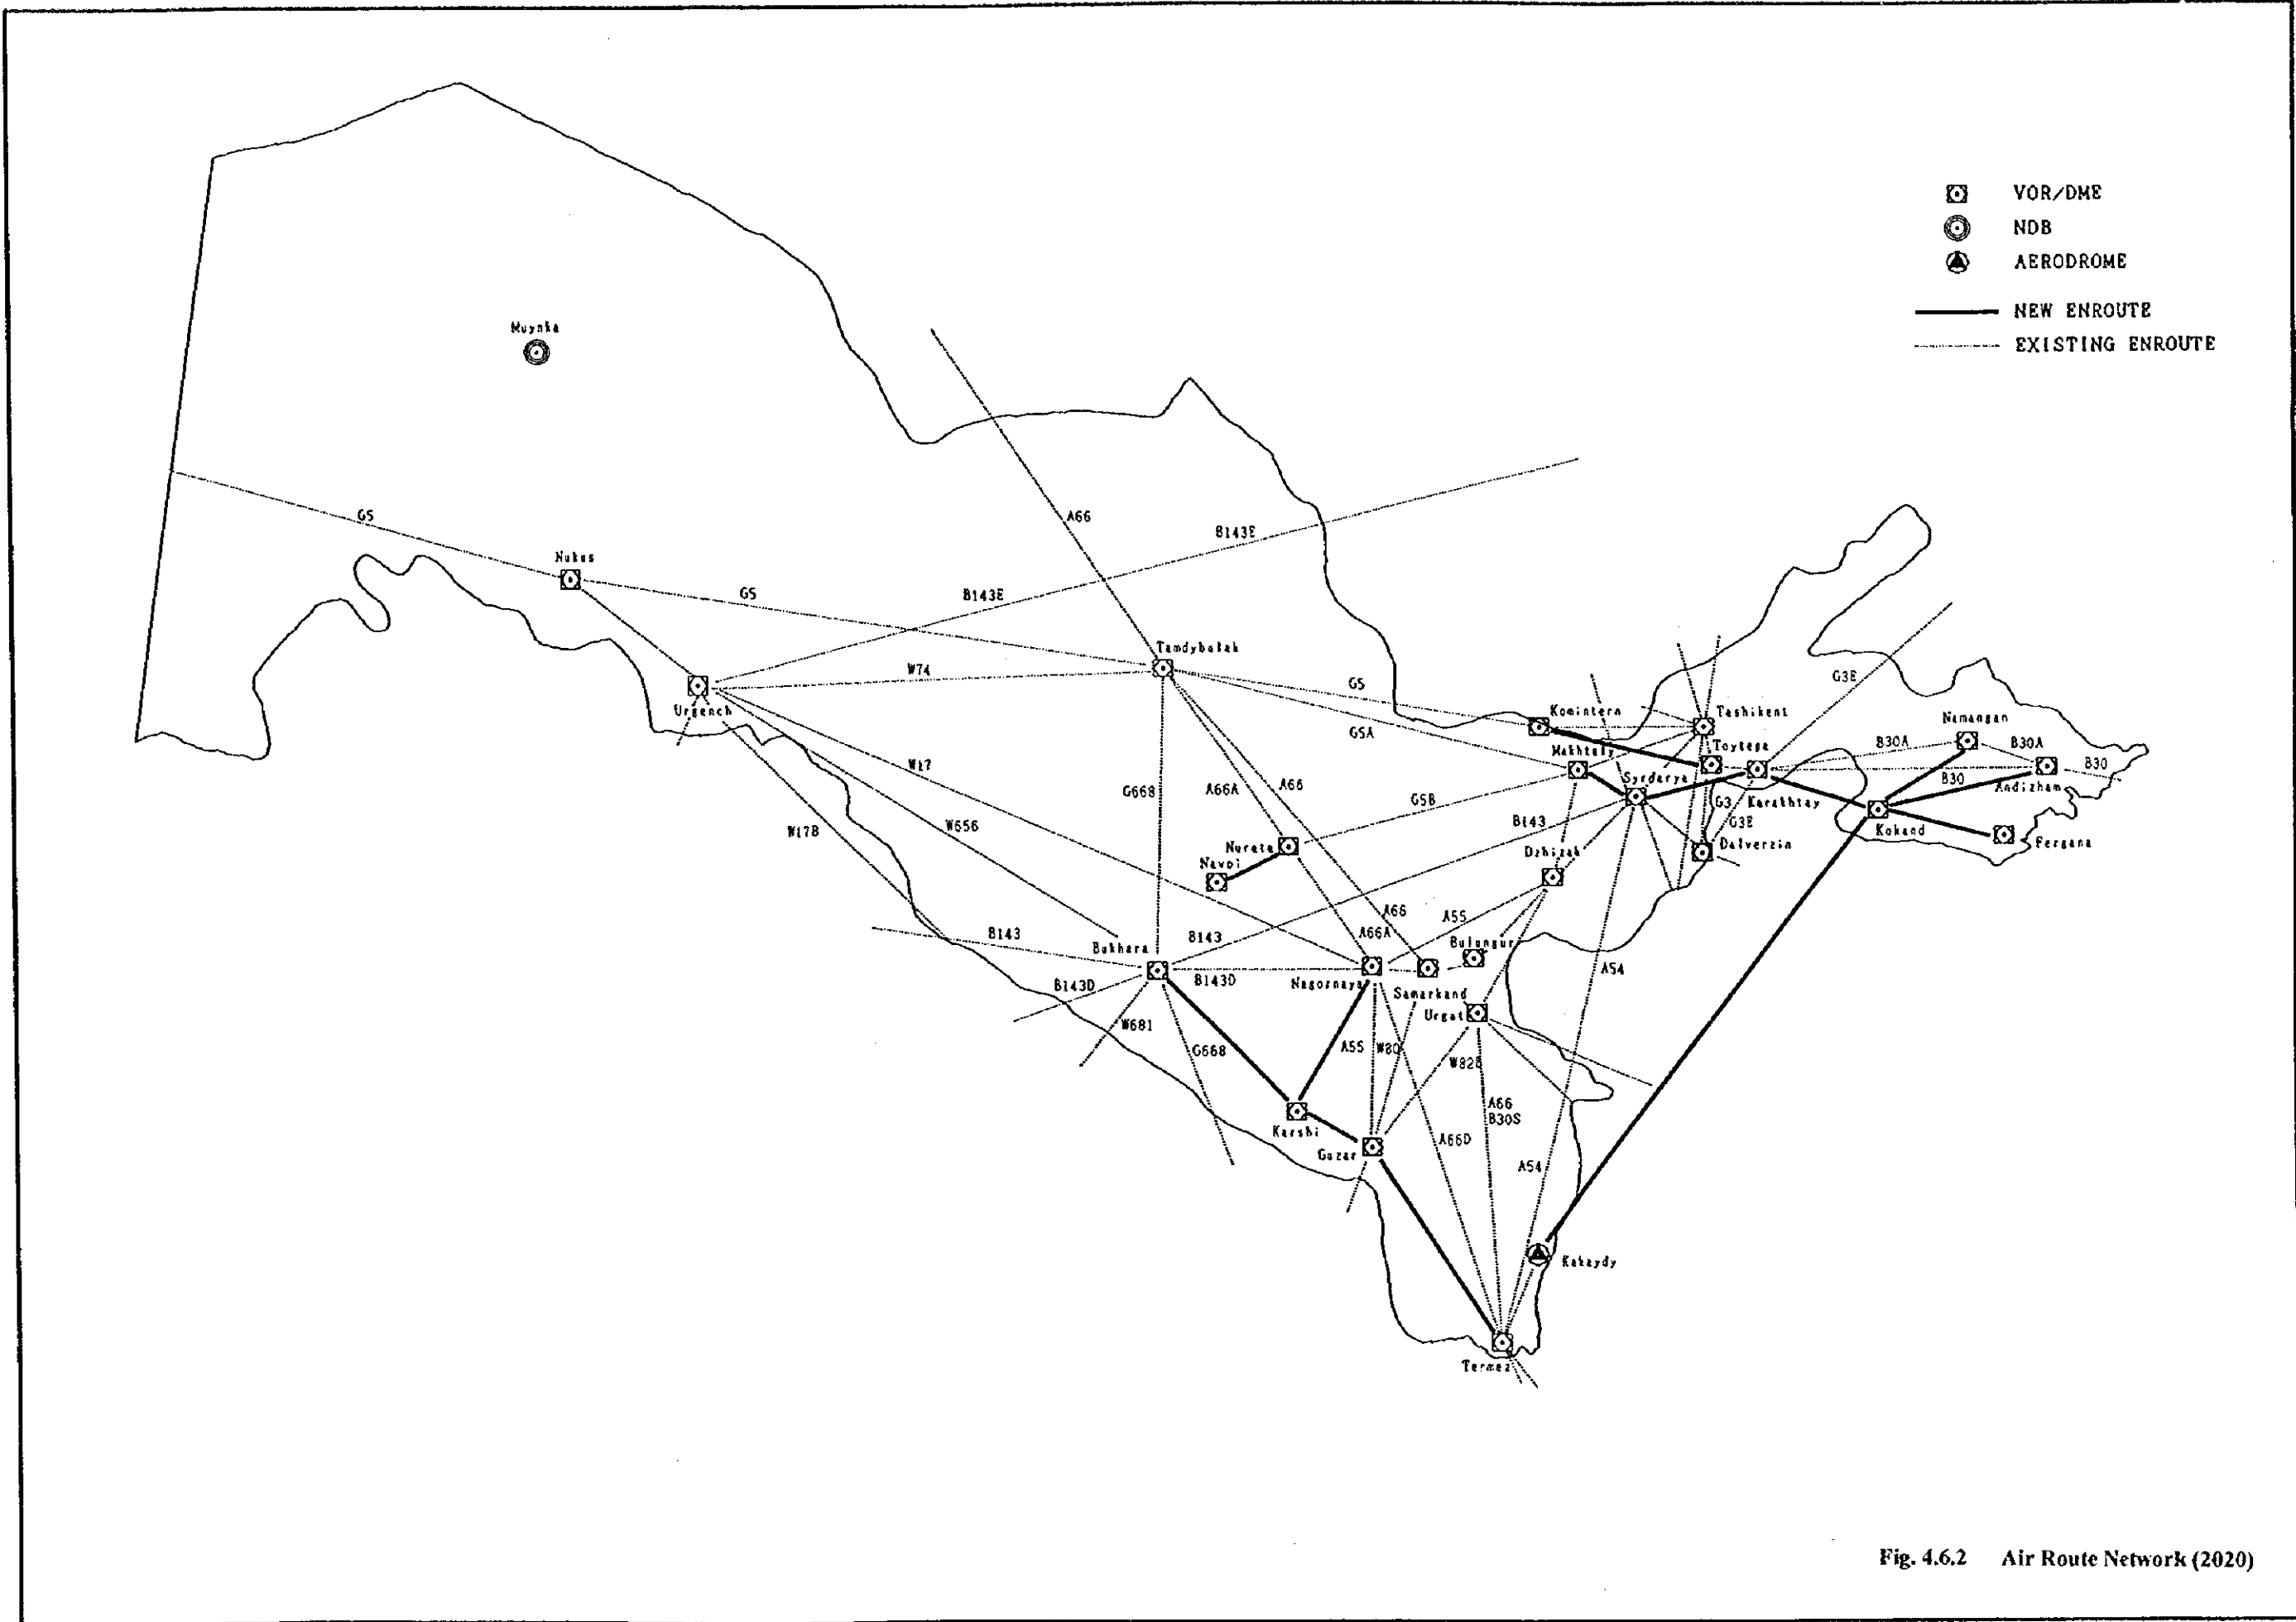 VOR/DME
NDB
AERODROME
NEW ENROUTE
EXISTING ENROUTE
Muynka
G5
A66
B143E
Nukus
G5
B143E
Tamdybulak
W74
G5
G3E
Urgench
Komintern
Tashikent
Namangan
G5A
Makhtaly
Toytepa
B30A
B30A
W17
B30
B30
G668
A66A
A66
G5B
Syrdarya
G3
Karakhtay
Andizham
W17B
W656
B143
G3E
Kokand
Fergana
Nurata
Navoi
Dzhizak
Dalverzin
A66
A55
B143
B143
A66A
Bulungur
Bukhara
A54
B143D
B143D
Nagornaya
Samarkand
Urgat
W681
G668
A55
W80
W828
A66
B30S
Karshi
A66D
Guzar
A54
Kakaydy
Termez
Fig. 4.6.2 Air Route Network (2020)